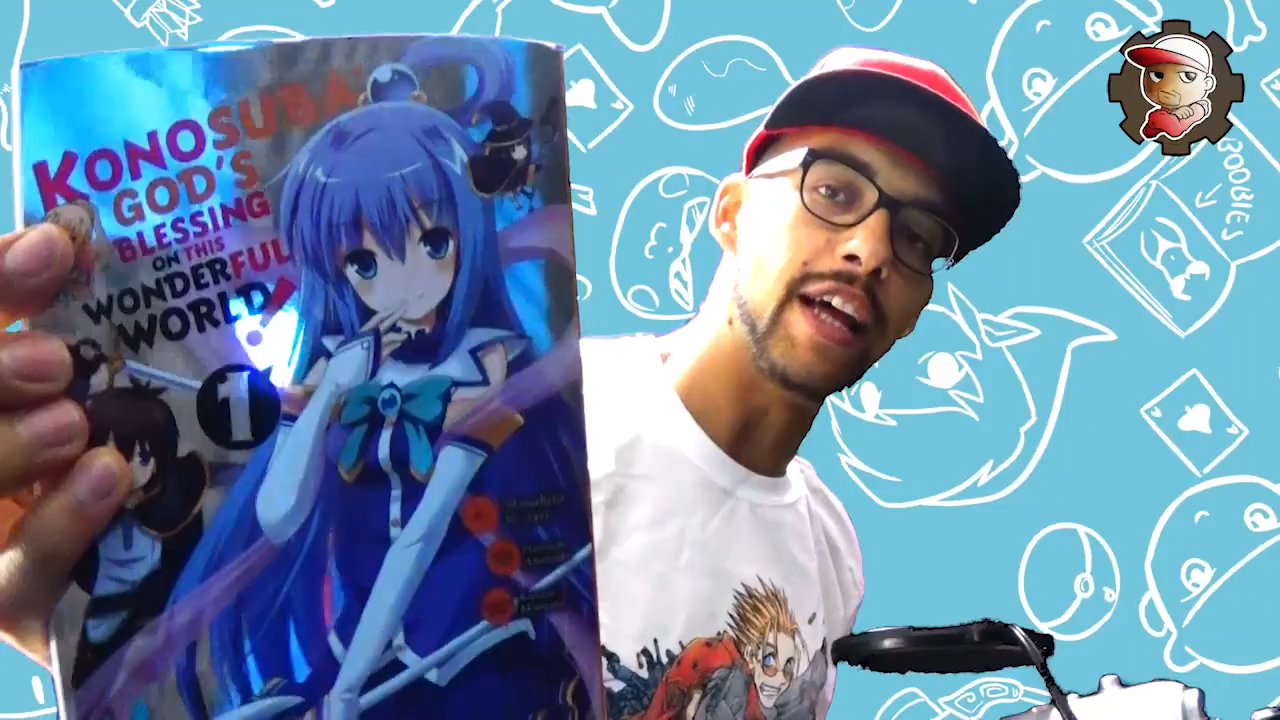 KONOSUBA:
GOD'S
BLESSING
ON THIS
WONDERFUL
WORLD!
1
BOOBIES